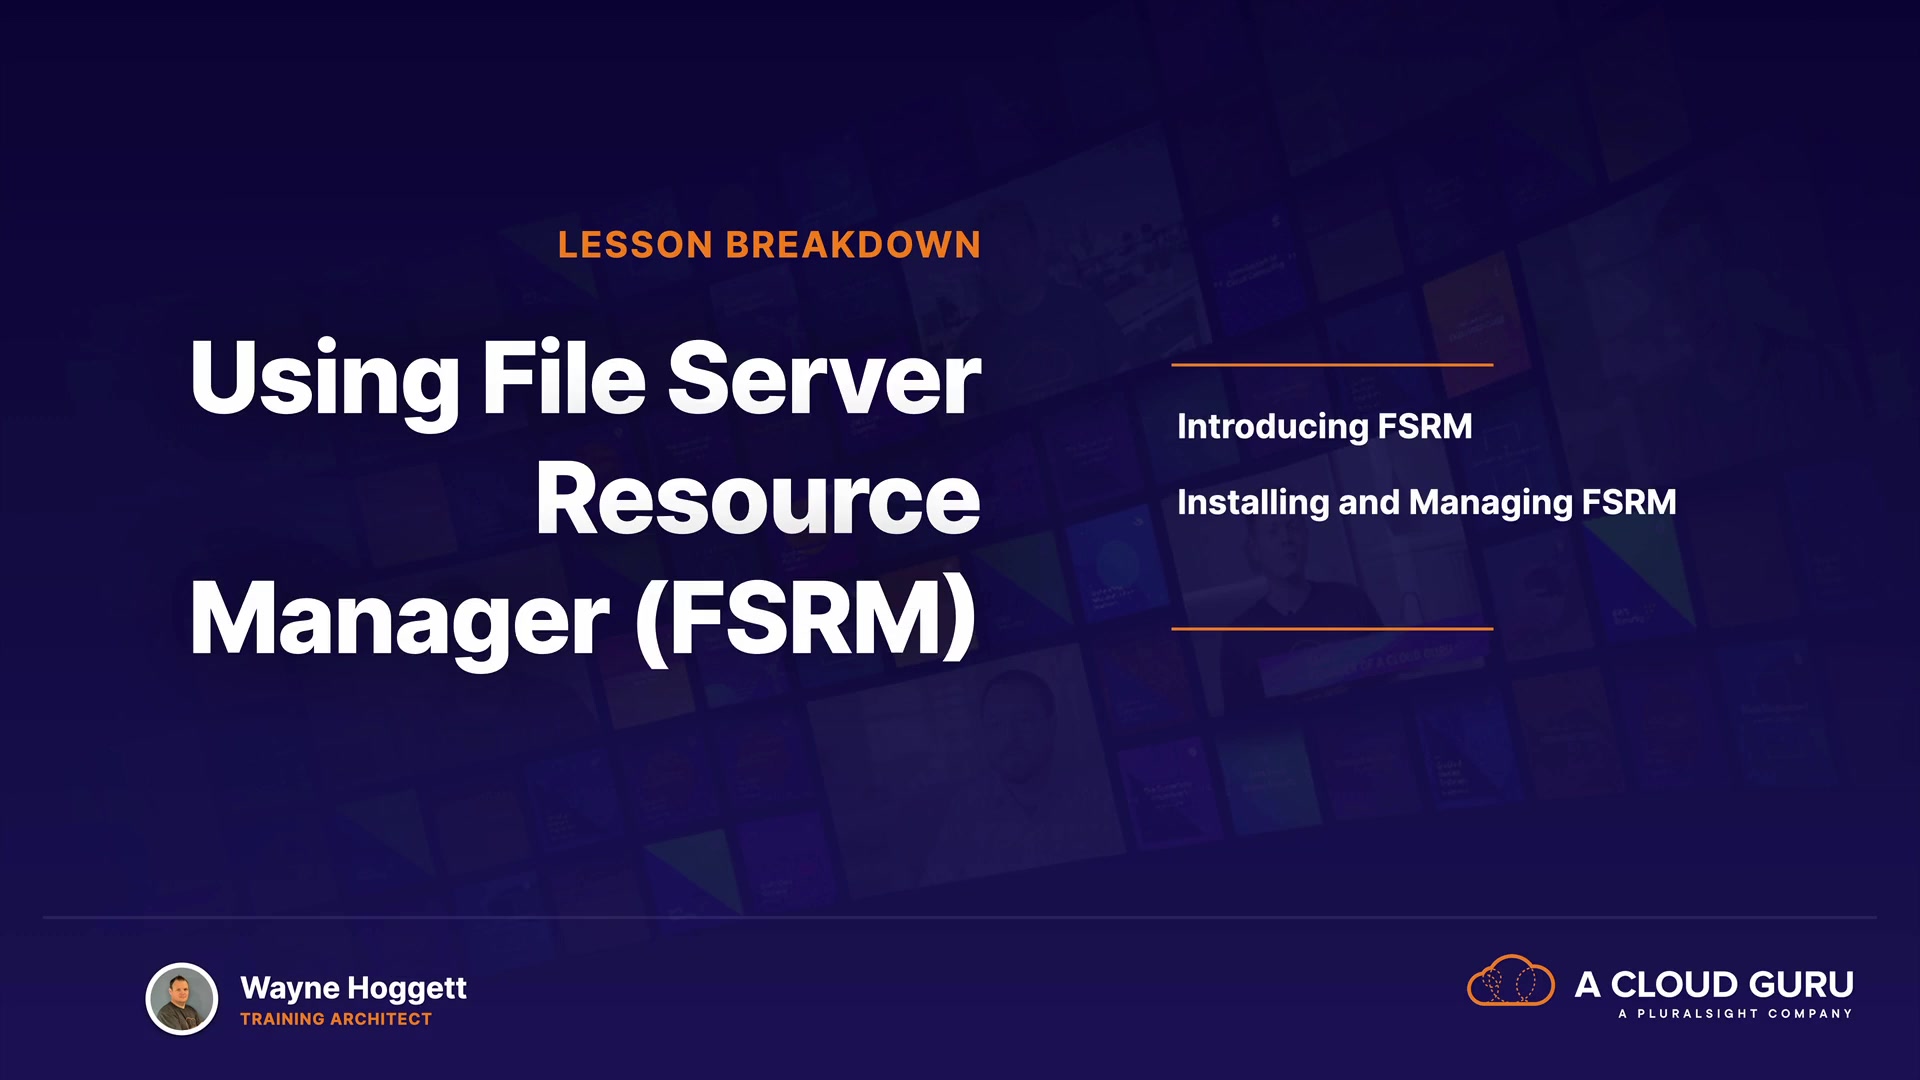 LESSON BREAKDOWN
Using File Server
Resource
Manager (FSRM)
Introducing FSRM
Installing and Managing FSRM
Wayne Hoggett
TRAINING ARCHITECT
A CLOUD GURU
A PLURALSIGHT COMPANY